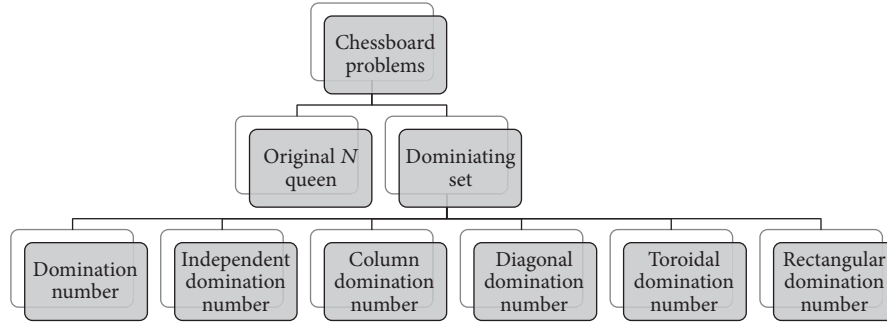 Chessboard
problems
Original N
queen
Dominiating
set
Domination
number
Independent
domination
number
Column
domination
number
Diagonal
domination
number
Toroidal
domination
number
Rectangular
domination
number